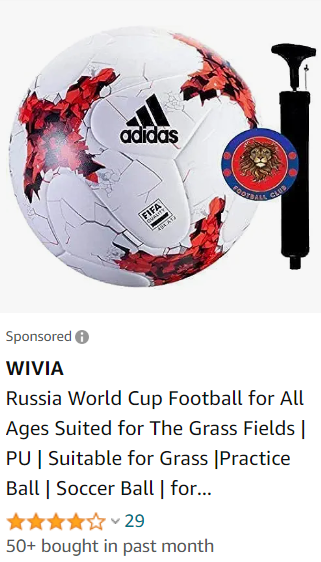 adidas
FIFA
FOOTBALL CLUB
Sponsored
WIVIA
Russia World Cup Football for All
Ages Suited for The Grass Fields |
PU | Suitable for Grass |Practice
Ball | Soccer Ball | for...
29
50+ bought in past month